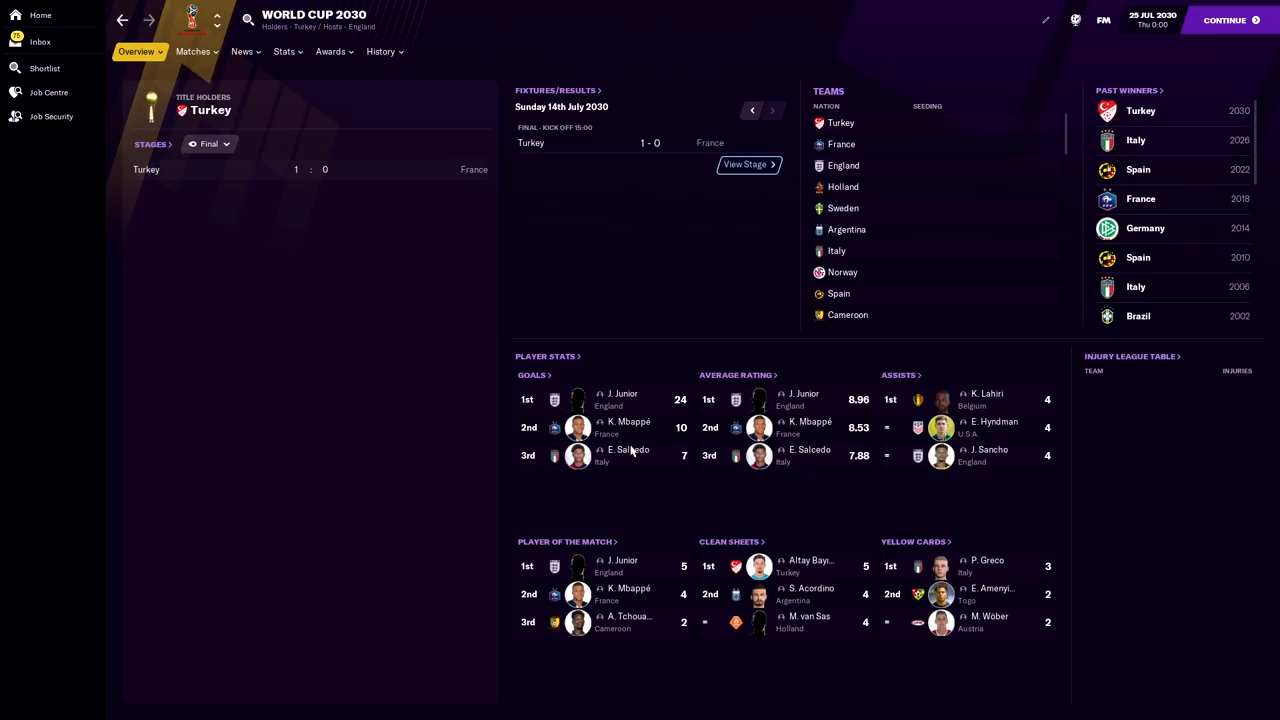 Home
75
Inbox
Shortlist
Job Centre
Job Security
WORLD CUP 2030
Holders - Turkey / Hosts - England
FM
25 JUL 2030
Thu 0:00
CONTINUE
Overview
Matches
News
Stats
Awards
History
TITLE HOLDERS
Turkey
STAGES
Final
Turkey 1 : 0 France
FIXTURES/RESULTS
Sunday 14th July 2030
FINAL - KICK OFF 15:00
Turkey 1 - 0 France
View Stage
TEAMS
NATION SEEDING
Turkey
France
England
Holland
Sweden
Argentina
Italy
Norway
Spain
Cameroon
PAST WINNERS
Turkey 2030
Italy 2026
Spain 2022
France 2018
Germany 2014
Spain 2010
Italy 2006
Brazil 2002
PLAYER STATS
GOALS
1st J. Junior 24
England
2nd K. Mbappé 10
France
3rd E. Salcedo 7
Italy
AVERAGE RATING
1st J. Junior 8.96
England
2nd K. Mbappé 8.53
France
3rd E. Salcedo 7.88
Italy
ASSISTS
1st K. Lahiri 4
Belgium
= E. Hyndman 4
U.S.A.
= J. Sancho 4
England
INJURY LEAGUE TABLE
TEAM INJURIES
PLAYER OF THE MATCH
1st J. Junior 5
England
2nd K. Mbappé 4
France
3rd A. Tchoua... 2
Cameroon
CLEAN SHEETS
1st Altay Bayı... 5
Turkey
2nd S. Acordino 4
Argentina
= M. van Sas 4
Holland
YELLOW CARDS
1st P. Greco 3
Italy
2nd E. Amenyi... 2
Togo
= M. Wöber 2
Austria